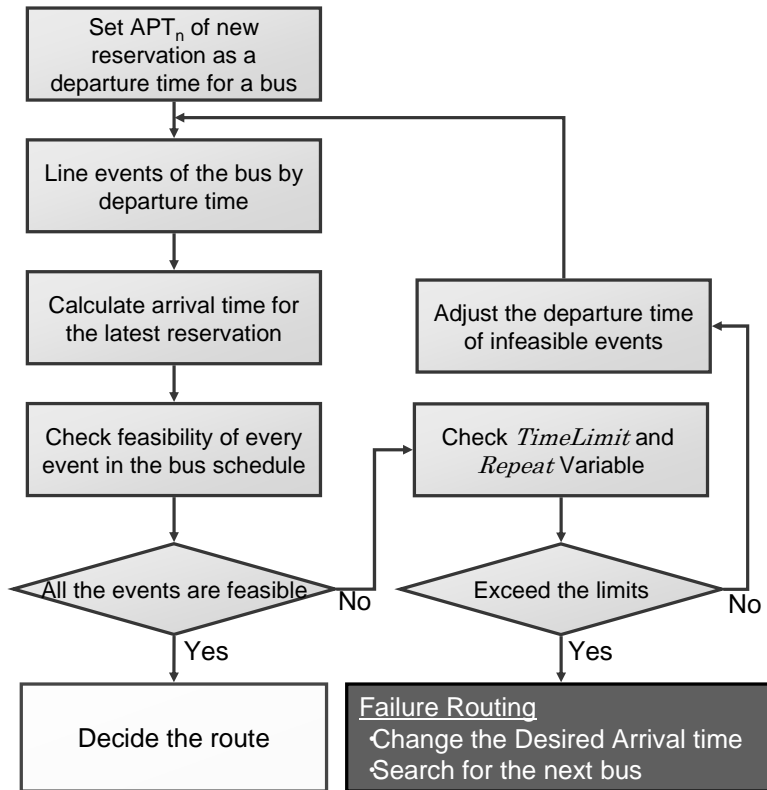 Set APTn of new
reservation as a
departure time for a bus
Line events of the bus by
departure time
Calculate arrival time for
the latest reservation
Adjust the departure time
of infeasible events
Check feasibility of every
event in the bus schedule
Check TimeLimit and
Repeat Variable
All the events are feasible
No
Yes
Exceed the limits
No
Yes
Decide the route
Failure Routing
·Change the Desired Arrival time
·Search for the next bus